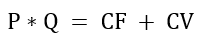 P * Q = CF + CV